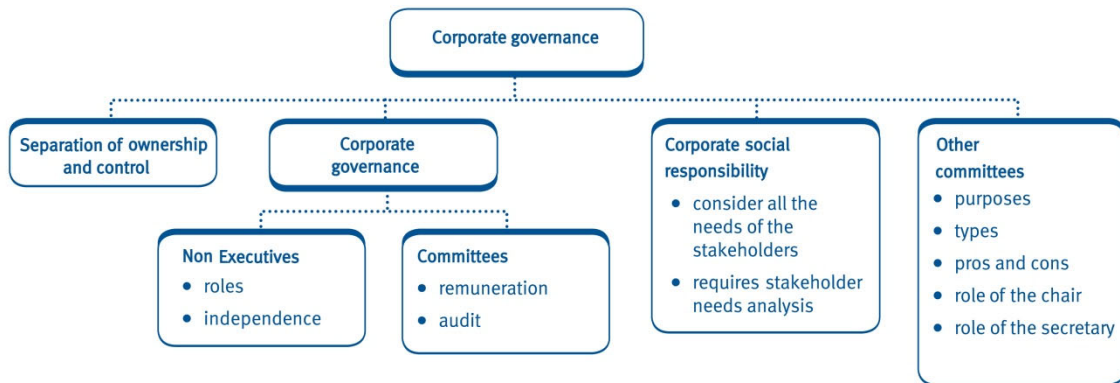 Corporate governance
Separation of ownership
and control
Corporate
governance
Non Executives
• roles
• independence
Committees
• remuneration
• audit
Corporate social
responsibility
• consider all the
needs of the
stakeholders
• requires stakeholder
needs analysis
Other
committees
• purposes
• types
• pros and cons
• role of the chair
• role of the secretary